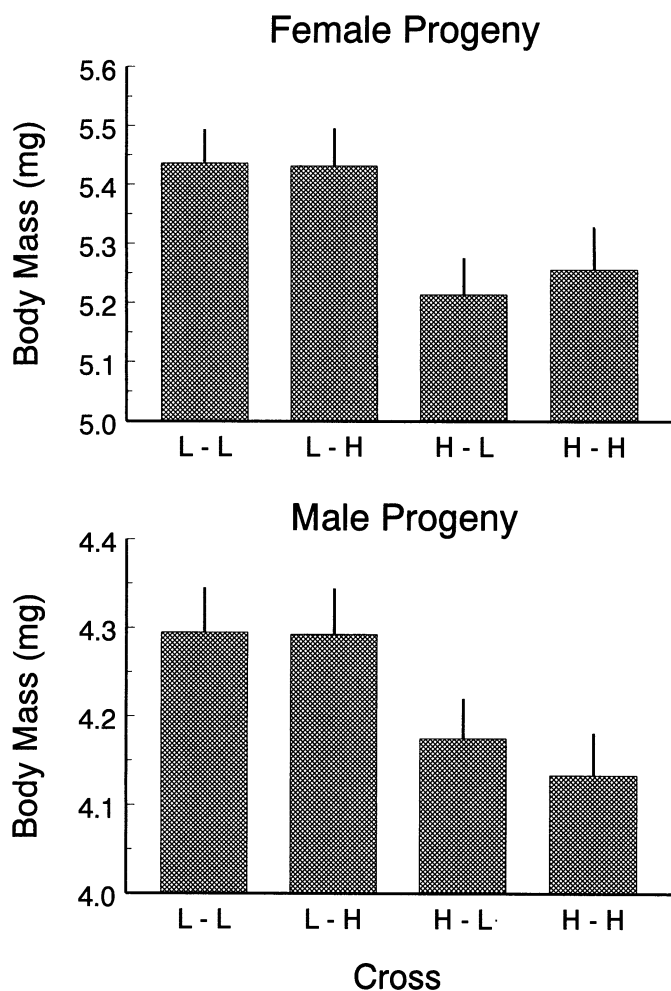 Female Progeny
Body Mass (mg)
5.6
5.5
5.4
5.3
5.2
5.1
5.0
L - L L - H H - L H - H
Male Progeny
Body Mass (mg)
4.4
4.3
4.2
4.1
4.0
L - L L - H H - L H - H
Cross